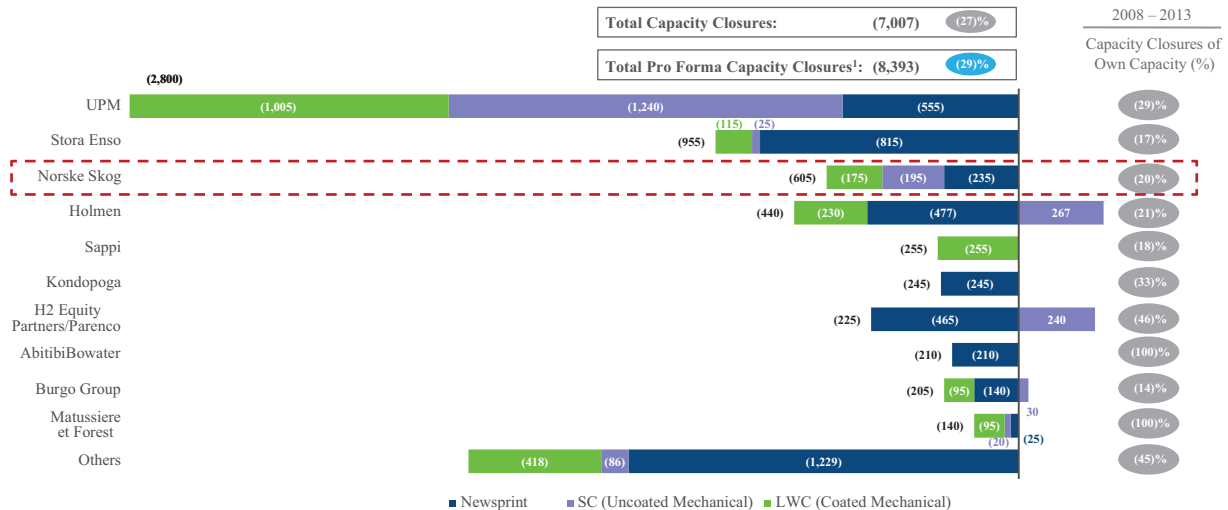 Total Capacity Closures: (7,007) (27)%
2008 – 2013
Total Pro Forma Capacity Closures¹: (8,393) (29)%
Capacity Closures of
Own Capacity (%)
(2,800)
UPM (1,005) (1,240) (555) (29)%
(115) (25)
Stora Enso (955) (815) (17)%
Norske Skog (605) (175) (195) (235) (20)%
Holmen (440) (230) (477) 267 (21)%
Sappi (255) (255) (18)%
Kondopoga (245) (245) (33)%
H2 Equity
Partners/Parenco (225) (465) 240 (46)%
AbitibiBowater (210) (210) (100)%
Burgo Group (205) (95) (140) (14)%
30
Matussiere
et Forest (140) (95) (100)%
(20) (25)
Others (418) (86) (1,229) (45)%
Newsprint SC (Uncoated Mechanical) LWC (Coated Mechanical)